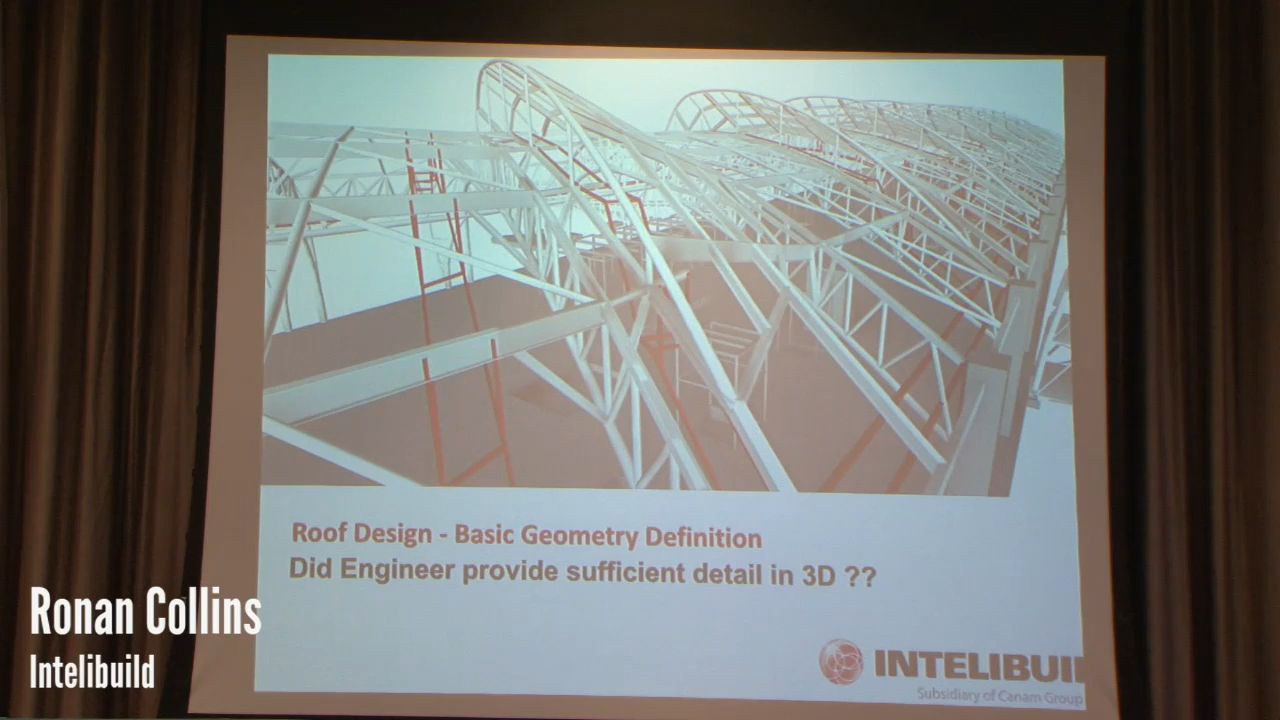 Roof Design - Basic Geometry Definition
Did Engineer provide sufficient detail in 3D ??
Ronan Collins
Intelibuild
INTELIBUI
Subsidiary of Canam Group